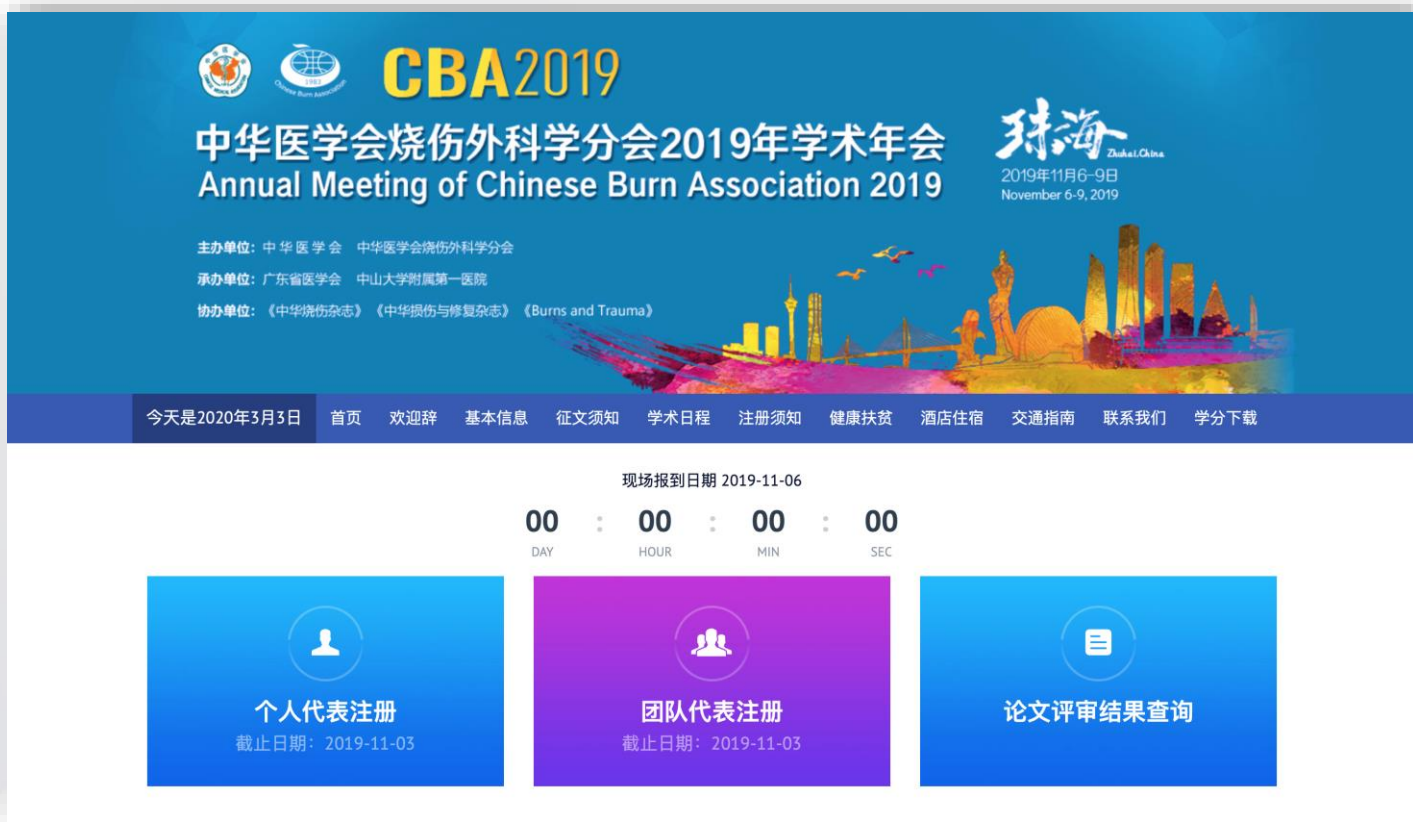 CBA2019
中华医学会烧伤外科学分会2019年学术年会
Annual Meeting of Chinese Burn Association 2019
珠海
Zhuhai.China
2019年11月6-9日
November 6-9, 2019
主办单位：中华医学会 中华医学会烧伤外科学分会
承办单位：广东省医学会 中山大学附属第一医院
协办单位：《中华烧伤杂志》《中华损伤与修复杂志》《Burns and Trauma》
今天是2020年3月3日 首页 欢迎辞 基本信息 征文须知 学术日程 注册须知 健康扶贫 酒店住宿 交通指南 联系我们 学分下载
现场报到日期 2019-11-06
00 : 00 : 00 : 00
DAY HOUR MIN SEC
个人代表注册
截止日期：2019-11-03
团队代表注册
截止日期：2019-11-03
论文评审结果查询